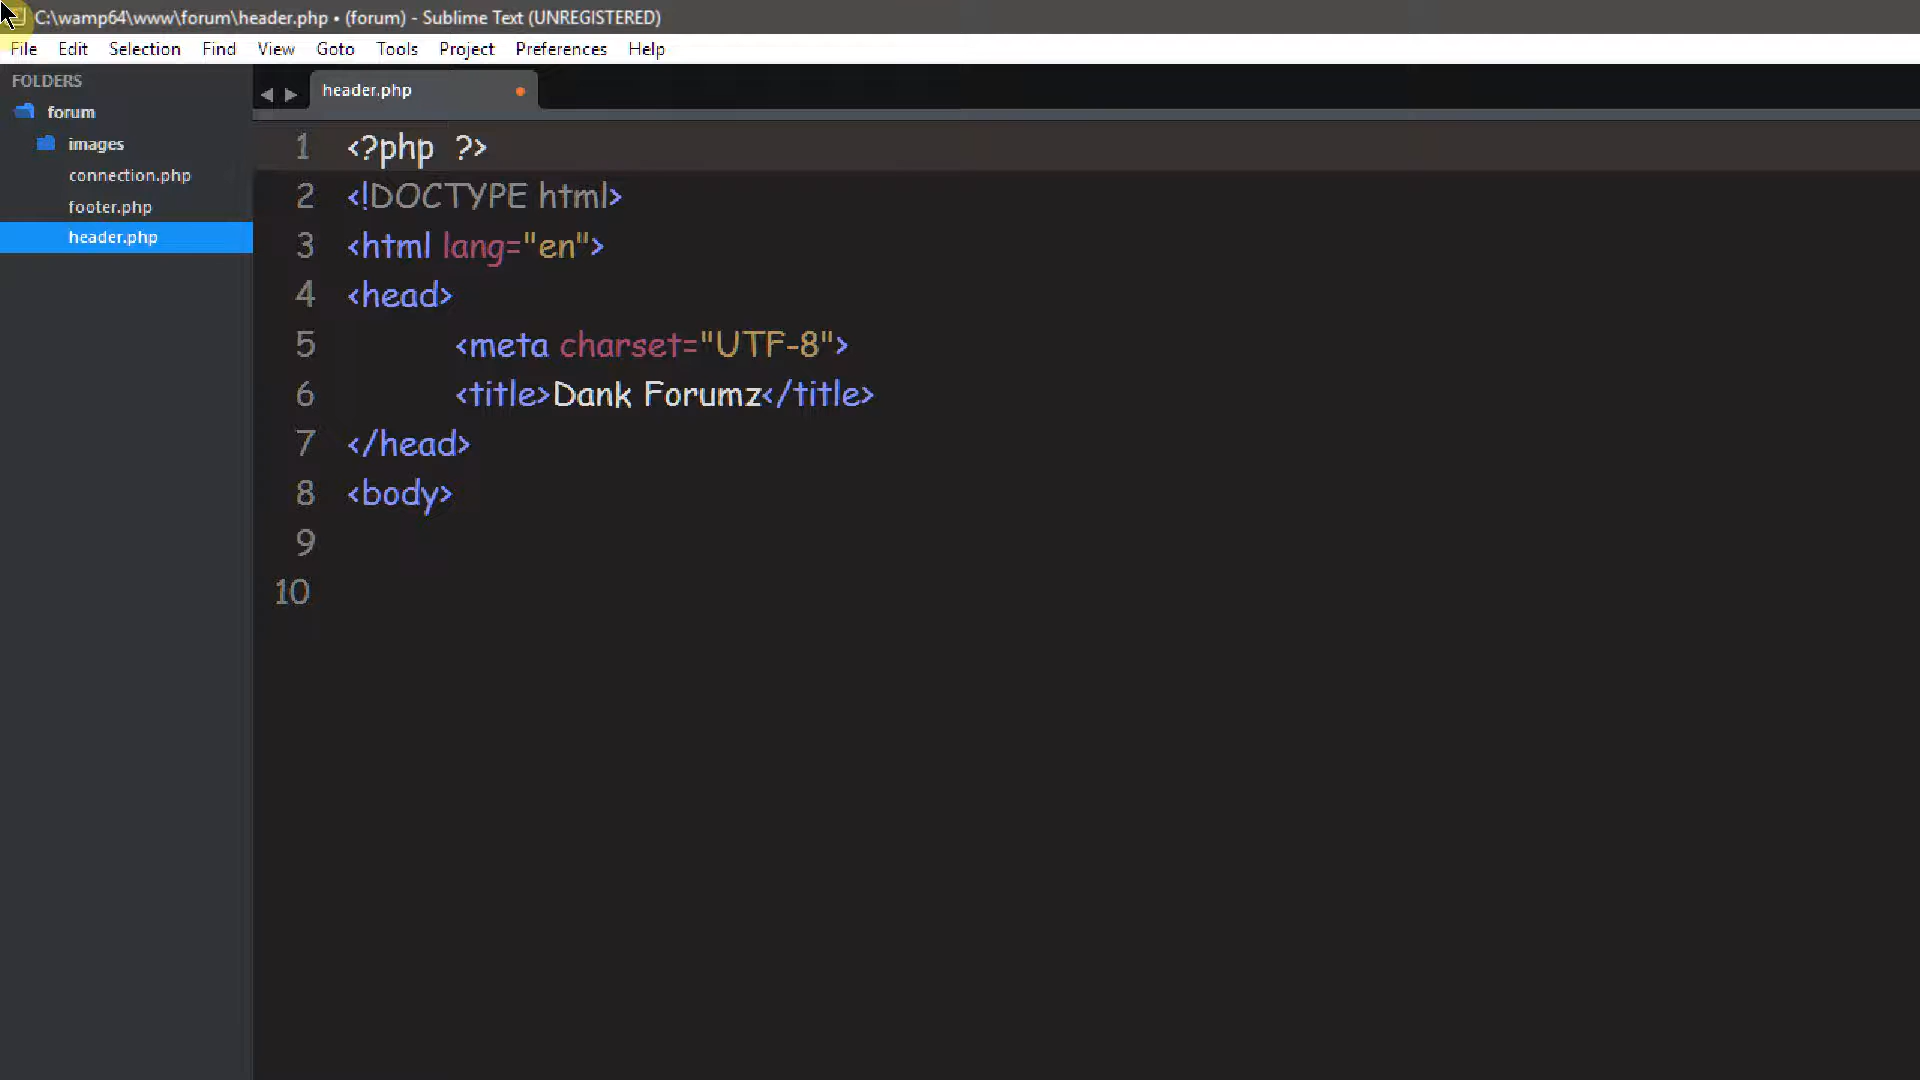 C:\wamp64\www\forum\header.php • (forum) - Sublime Text (UNREGISTERED)
File Edit Selection Find View Goto Tools Project Preferences Help
FOLDERS
forum
images
connection.php
footer.php
header.php
header.php
1 <?php  ?>
2 <!DOCTYPE html>
3 <html lang="en">
4 <head>
5 <meta charset="UTF-8">
6 <title>Dank Forumz</title>
7 </head>
8 <body>
9
10